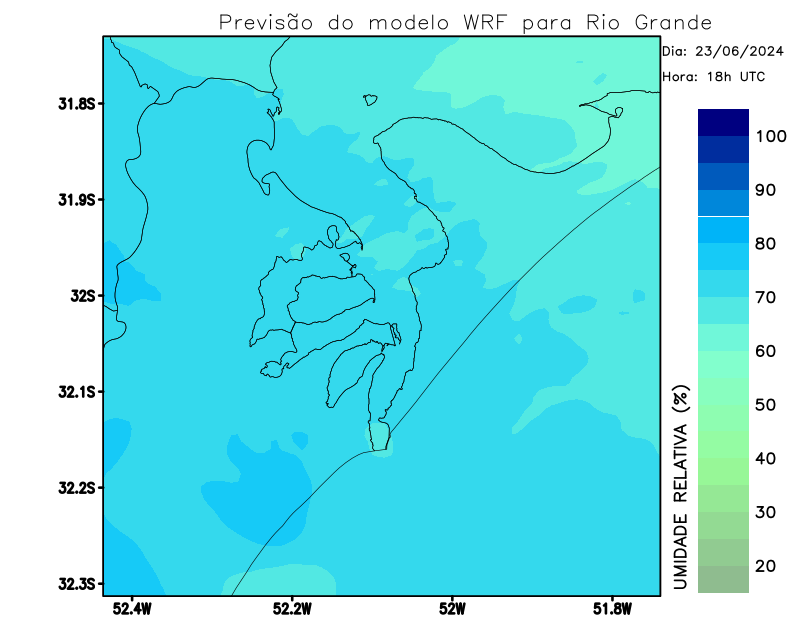 Previsão do modelo WRF para Rio Grande
Dia: 23/06/2024
Hora: 18h UTC
31.8S
31.9S
32S
32.1S
32.2S
32.3S
52.4W
52.2W
52W
51.8W
100
90
80
70
60
50
40
30
20
UMIDADE RELATIVA (%)